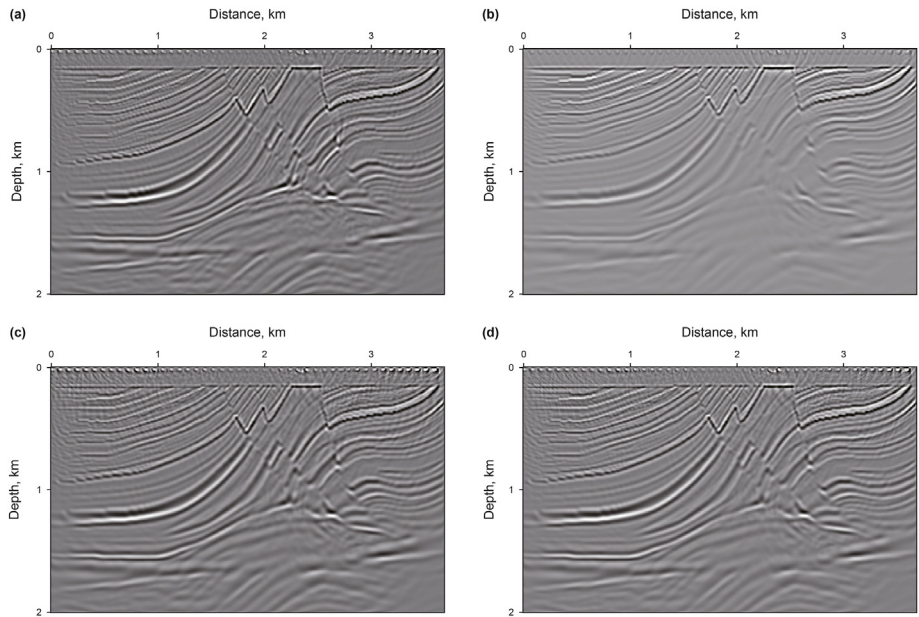 (a) Distance, km
0 1 2 3
Depth, km
0
1
2
(b) Distance, km
0 1 2 3
Depth, km
0
1
2
(c) Distance, km
0 1 2 3
Depth, km
0
1
2
(d) Distance, km
0 1 2 3
Depth, km
0
1
2